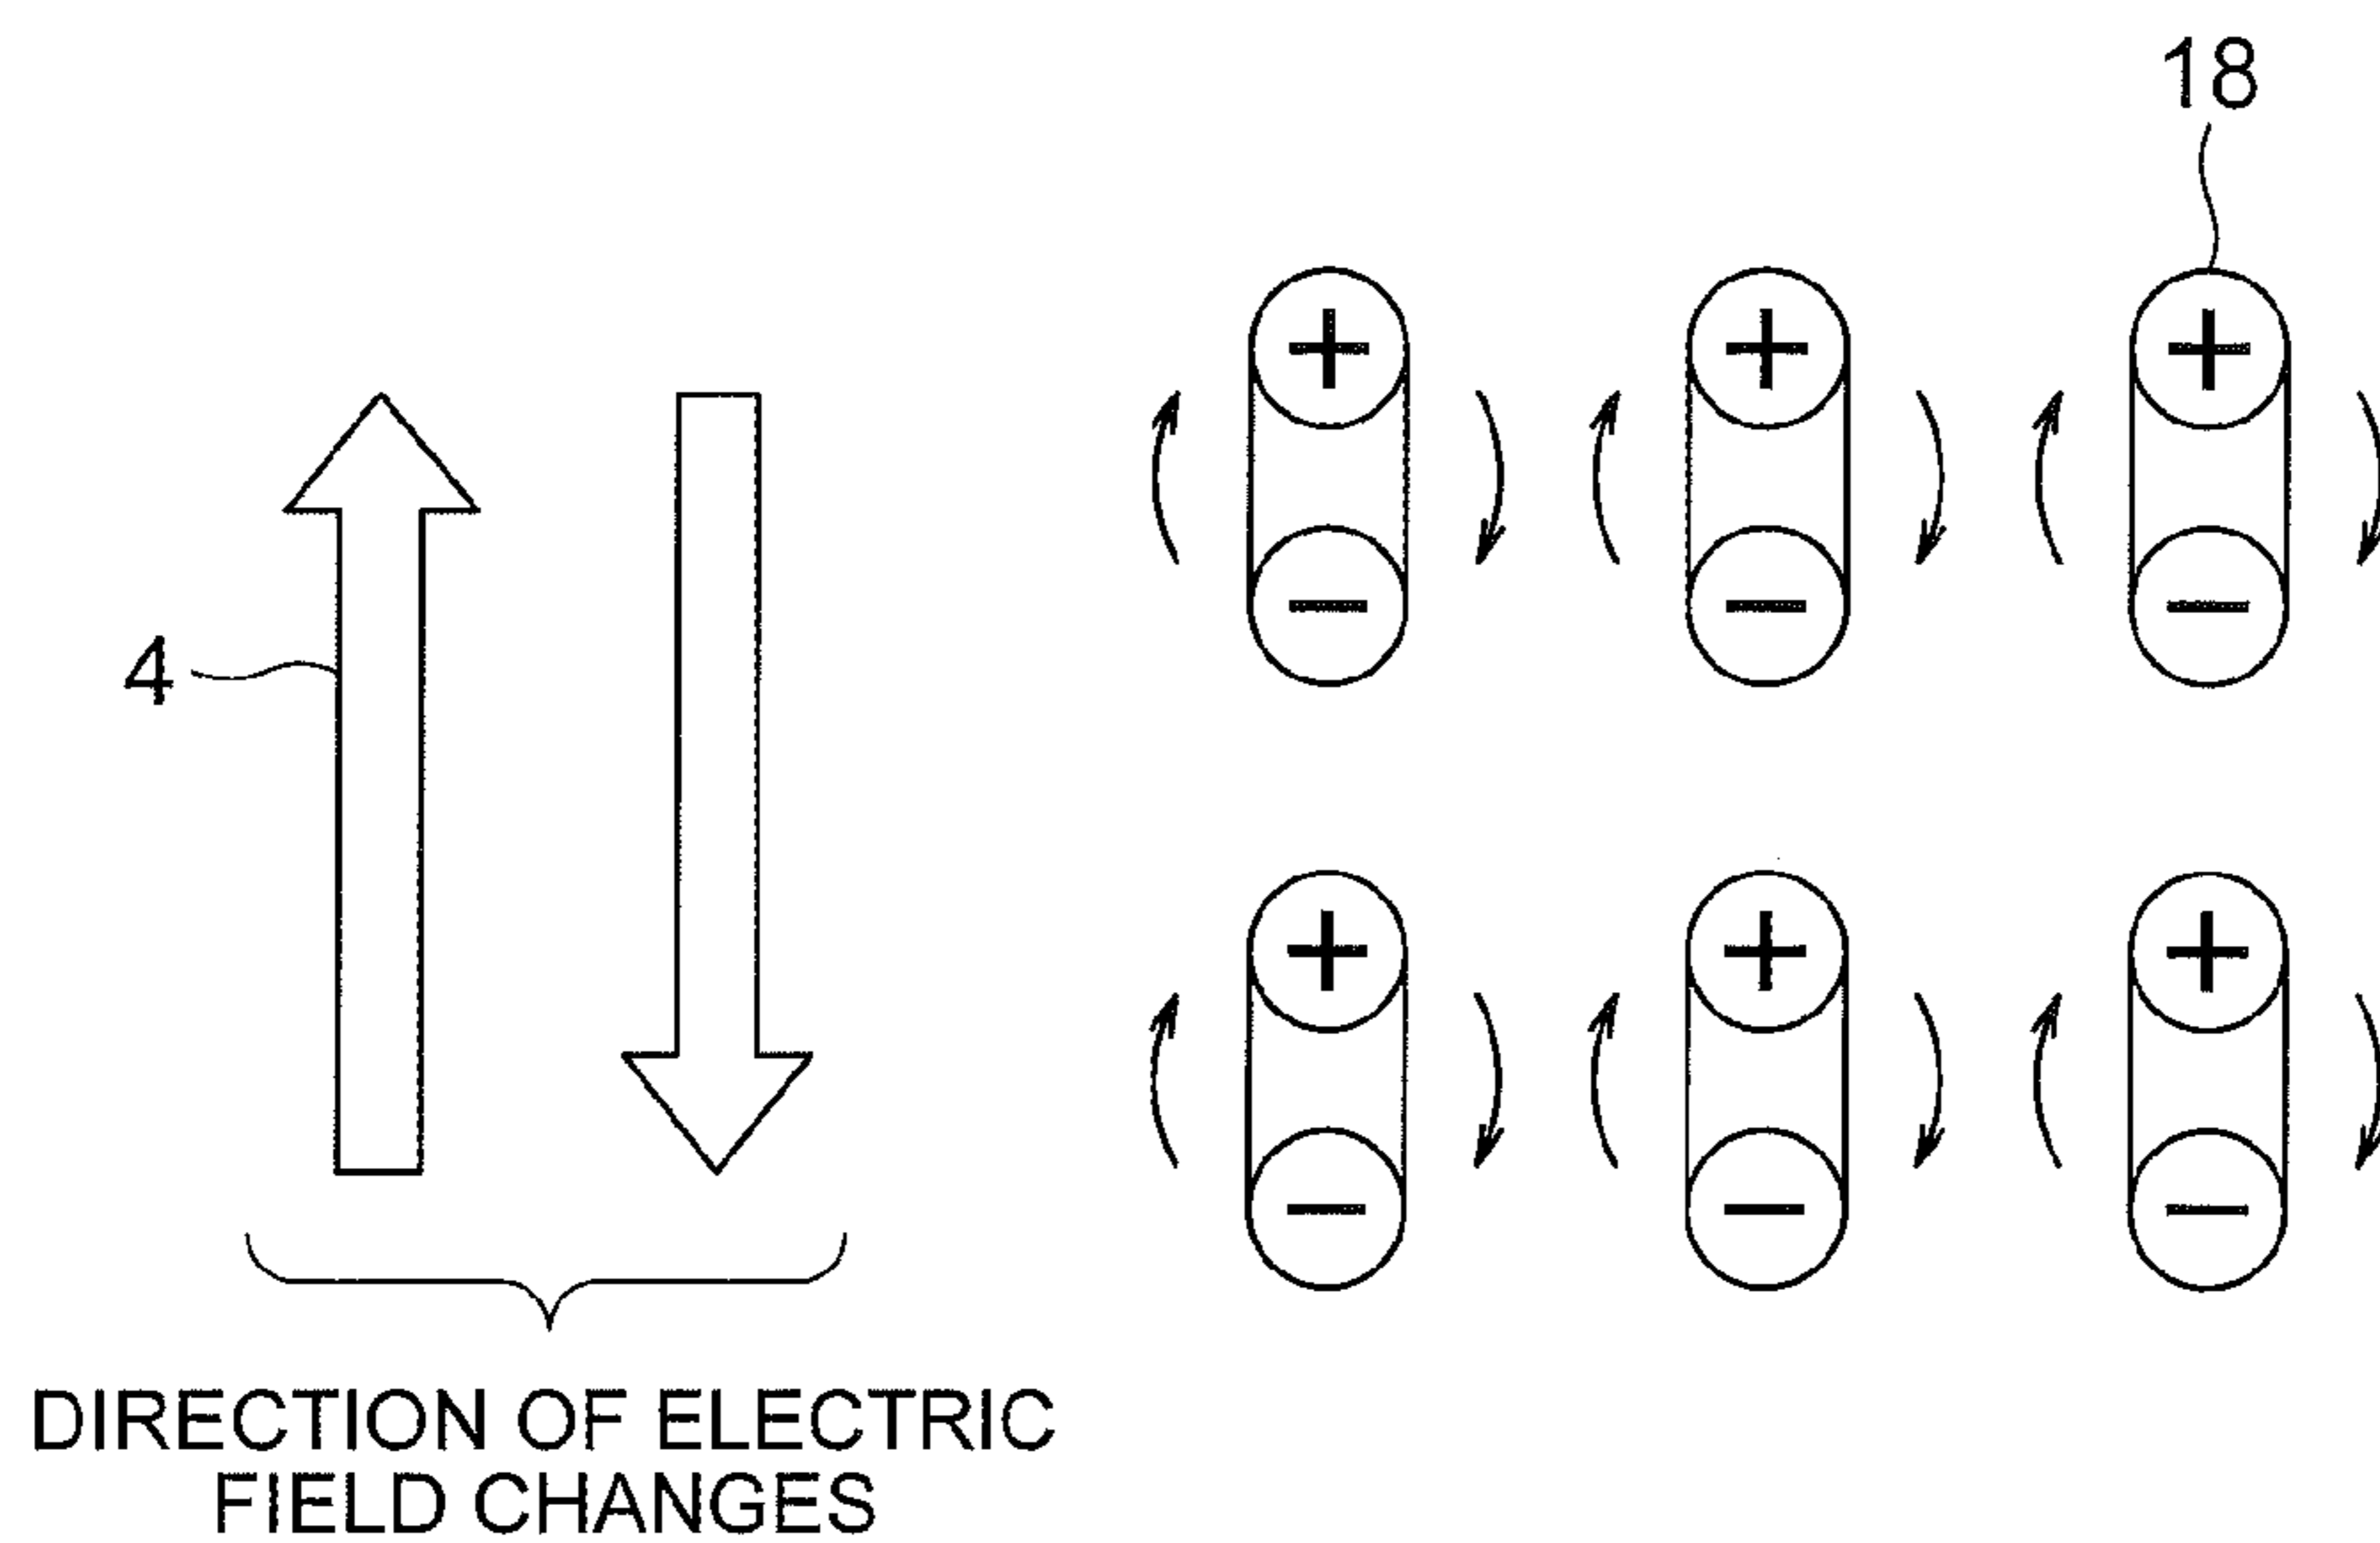 18
+ + +
− − −
4
+ + +
− − −
DIRECTION OF ELECTRIC
FIELD CHANGES